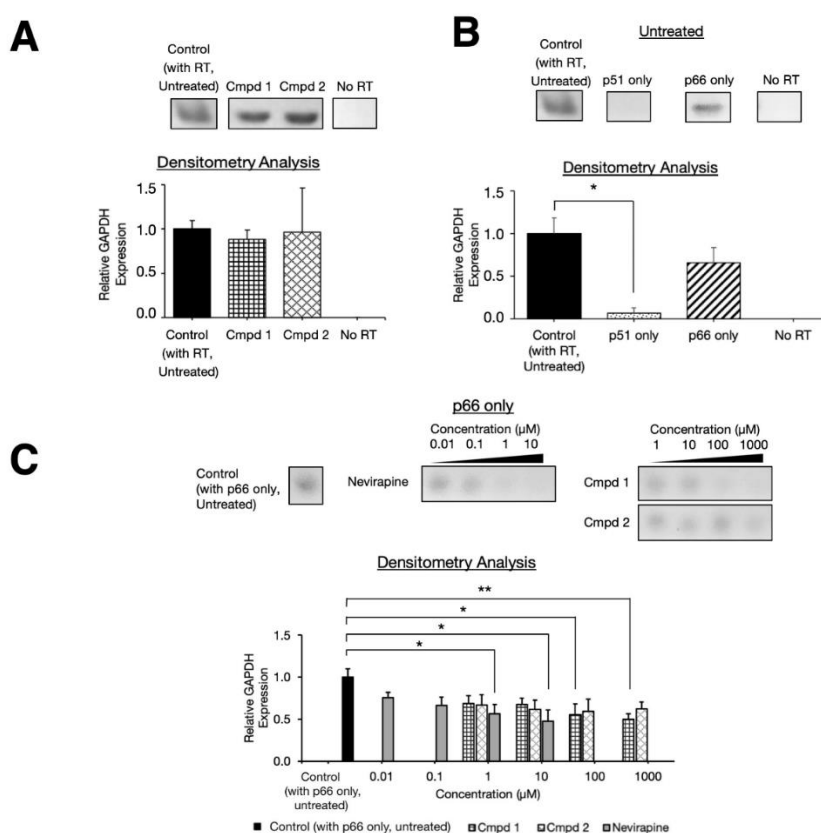 A
Control
(with RT,
Untreated) Cmpd 1 Cmpd 2 No RT
Densitometry Analysis
Relative GAPDH
Expression
1.5
1.0
0.5
0.0
Control
(with RT,
Untreated)
Cmpd 1 Cmpd 2 No RT
B
Untreated
Control
(with RT,
Untreated) p51 only p66 only No RT
Densitometry Analysis
Relative GAPDH
Expression
1.5
1.0
0.5
0.0
*
Control
(with RT,
Untreated)
p51 only p66 only No RT
C
p66 only
Control
(with p66 only,
Untreated)
Nevirapine
Concentration (µM)
0.01 0.1 1 10
Concentration (µM)
1 10 100 1000
Cmpd 1
Cmpd 2
Densitometry Analysis
Relative GAPDH
Expression
1.5
1.0
0.5
0.0
**
*
*
*
Control
(with p66 only,
untreated)
0.01 0.1 1 10 100 1000
Concentration (µM)
Control (with p66 only, untreated) Cmpd 1 Cmpd 2 Nevirapine